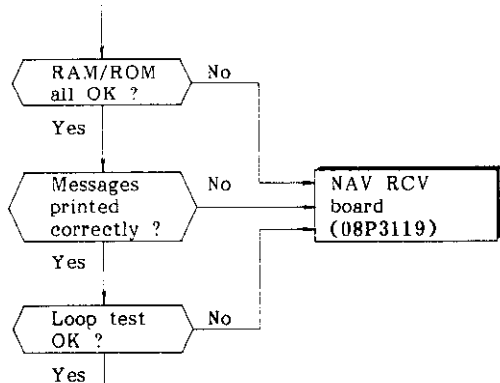 RAM/ROM
all OK ?
No
Yes
Messages
printed
correctly ?
No
Yes
NAV RCV
board
(08P3119)
Loop test
OK ?
No
Yes